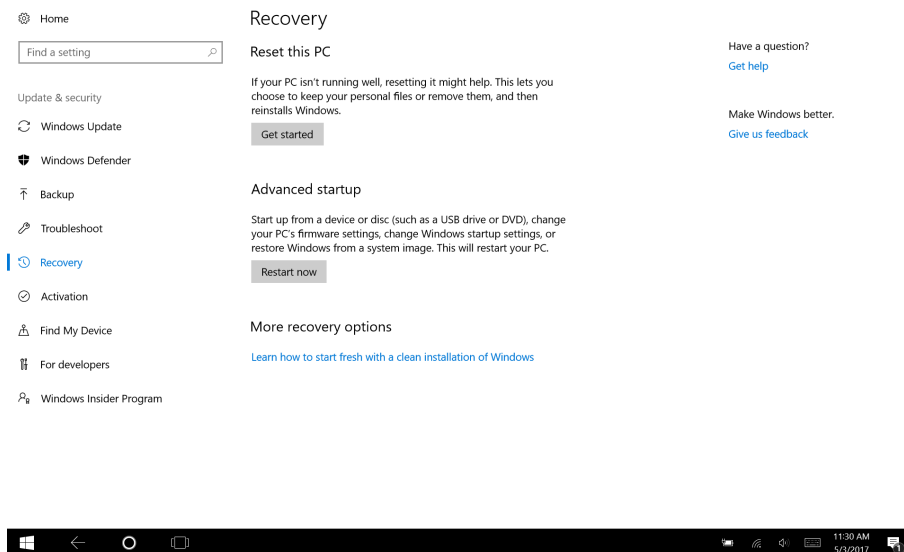 Home
Find a setting
Update & security
Windows Update
Windows Defender
Backup
Troubleshoot
Recovery
Activation
Find My Device
For developers
Windows Insider Program
Recovery
Reset this PC
If your PC isn't running well, resetting it might help. This lets you
choose to keep your personal files or remove them, and then
reinstalls Windows.
Get started
Advanced startup
Start up from a device or disc (such as a USB drive or DVD), change
your PC's firmware settings, change Windows startup settings, or
restore Windows from a system image. This will restart your PC.
Restart now
More recovery options
Learn how to start fresh with a clean installation of Windows
Have a question?
Get help
Make Windows better.
Give us feedback
11:30 AM
5/3/2017
1